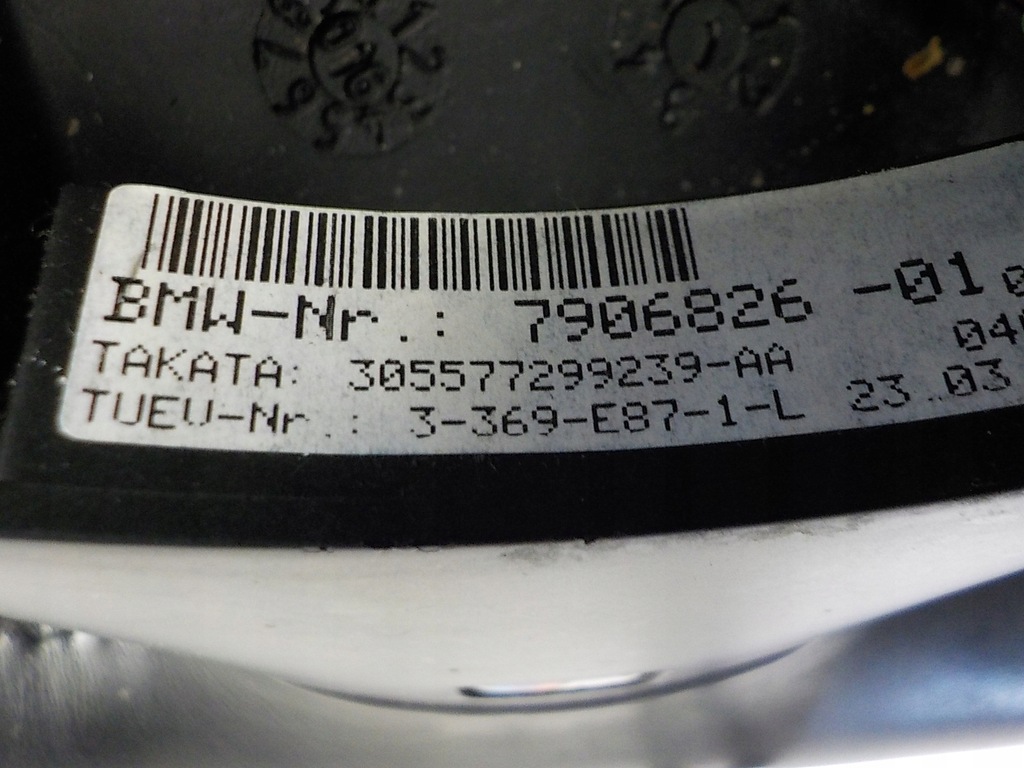 BMW-Nr.: 7906826 -01
TAKATA: 305577299239-AA
TUEV-Nr.: 3-369-E87-1-L 23.03